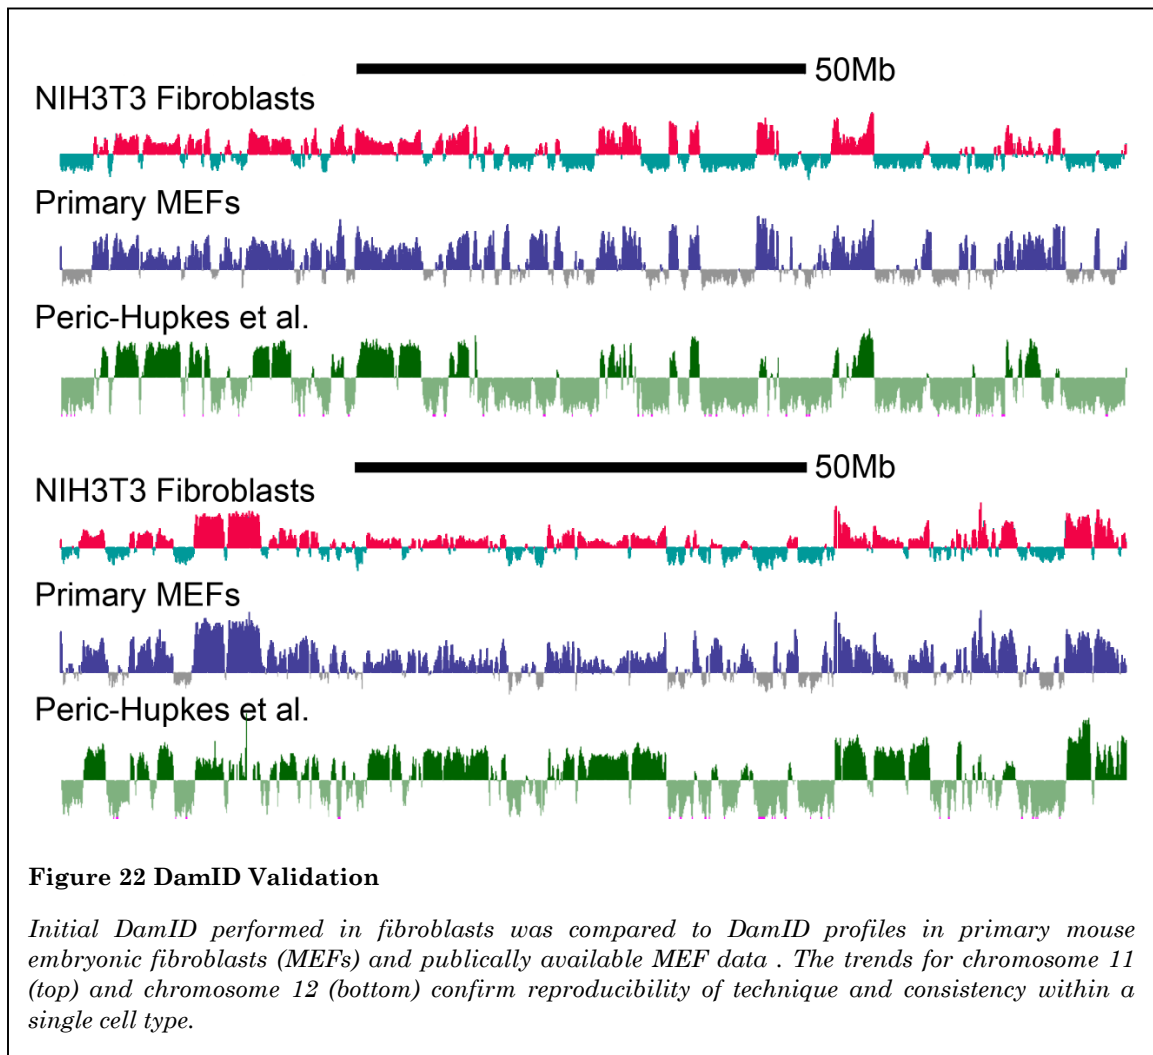 50Mb
NIH3T3 Fibroblasts
Primary MEFs
Peric-Hupkes et al.
50Mb
NIH3T3 Fibroblasts
Primary MEFs
Peric-Hupkes et al.
Figure 22 DamID Validation
Initial DamID performed in fibroblasts was compared to DamID profiles in primary mouse
embryonic fibroblasts (MEFs) and publically available MEF data . The trends for chromosome 11
(top) and chromosome 12 (bottom) confirm reproducibility of technique and consistency within a
single cell type.